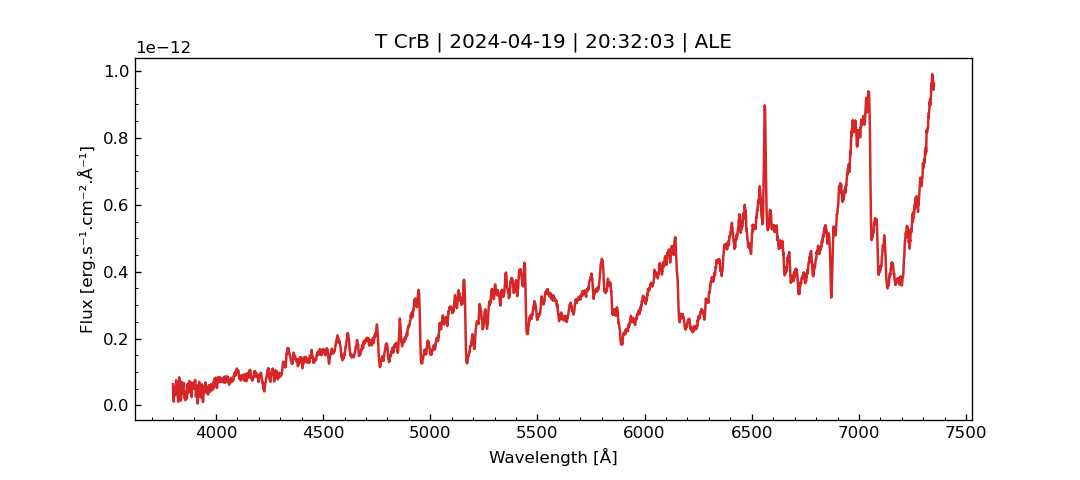 T CrB | 2024-04-19 | 20:32:03 | ALE
1e−12
1.0
0.8
0.6
0.4
0.2
0.0
Flux [erg.s⁻¹.cm⁻².Å⁻¹]
4000 4500 5000 5500 6000 6500 7000 7500
Wavelength [Å]